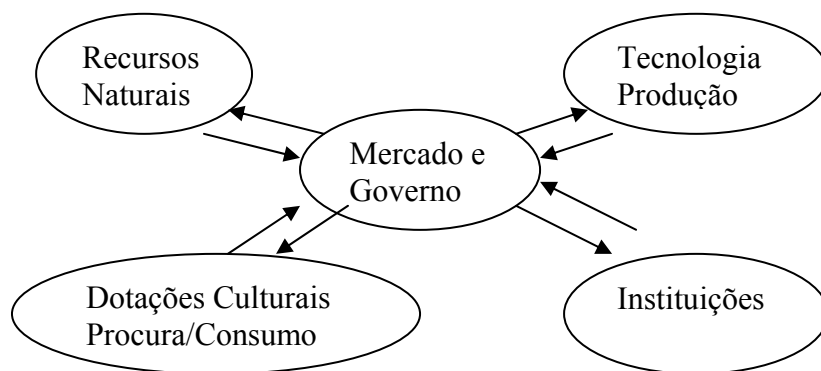 Recursos
Naturais
Tecnologia
Produção
Mercado e
Governo
Dotações Culturais
Procura/Consumo
Instituições